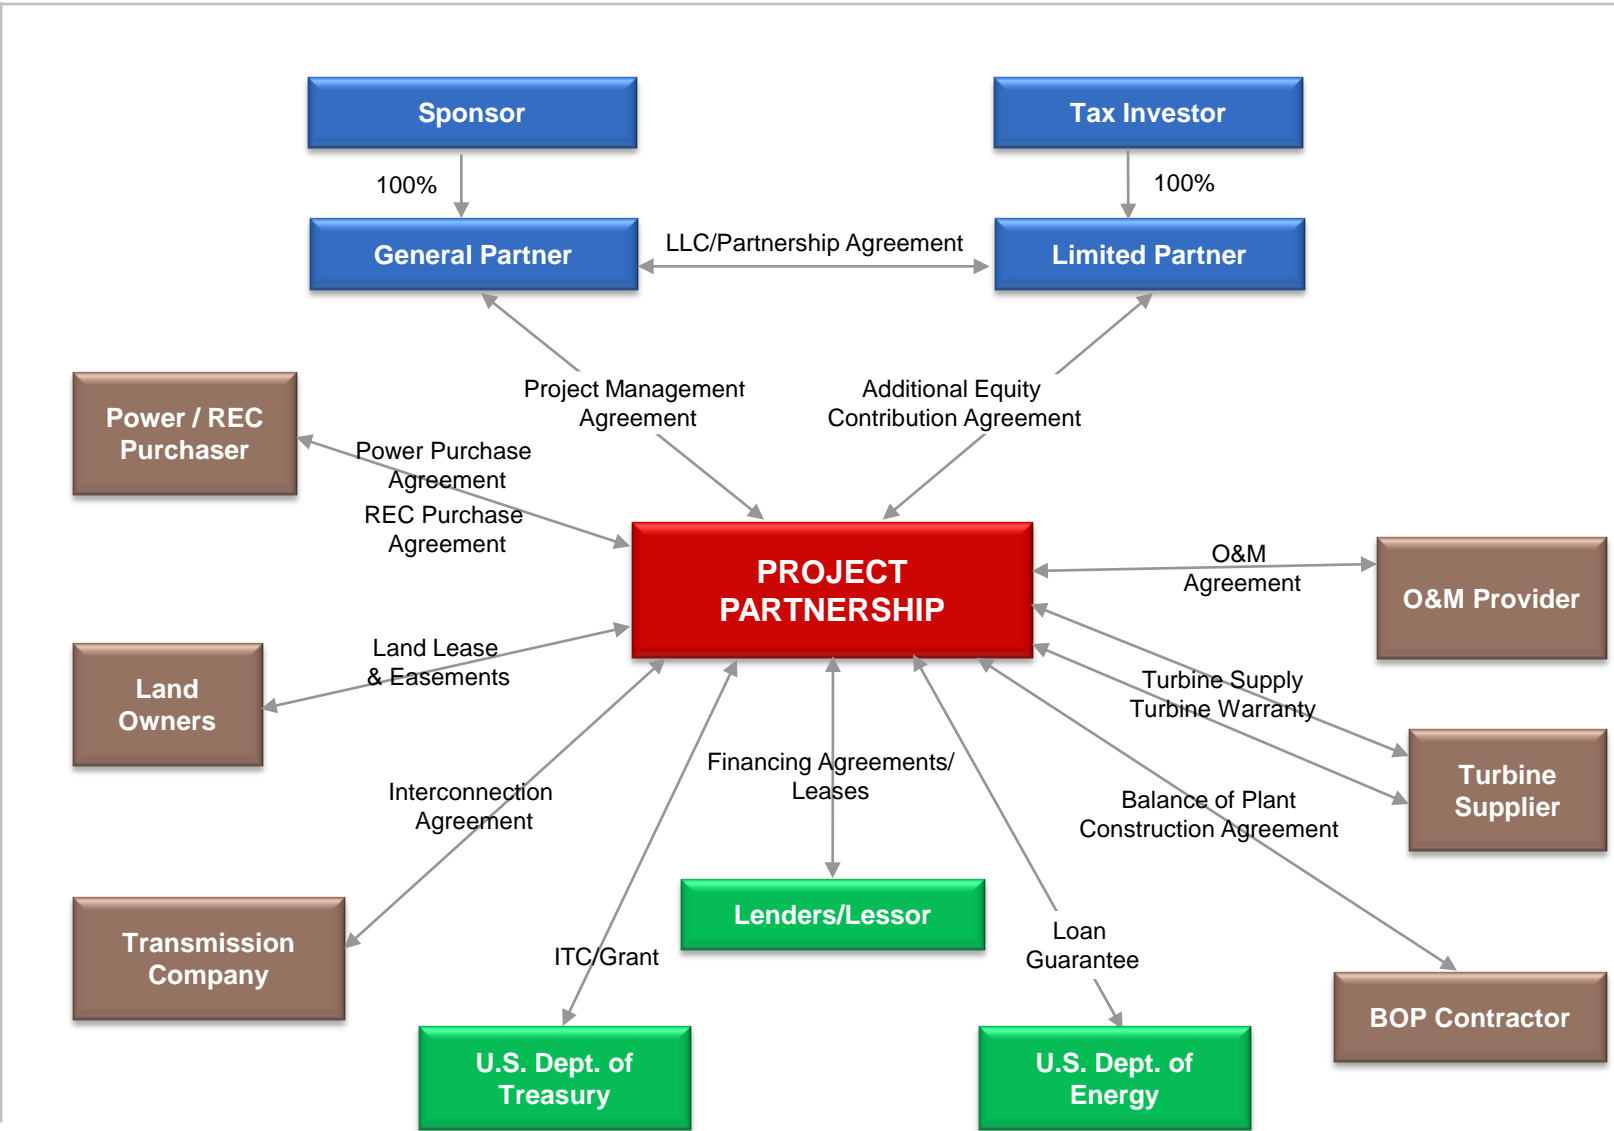 Sponsor
Tax Investor
100%
100%
General Partner
LLC/Partnership Agreement
Limited Partner
Project Management
Agreement
Additional Equity
Contribution Agreement
Power / REC
Purchaser
Power Purchase
Agreement
REC Purchase
Agreement
PROJECT
PARTNERSHIP
O&M
Agreement
O&M Provider
Land Lease
& Easements
Land
Owners
Turbine Supply
Turbine Warranty
Turbine
Supplier
Financing Agreements/
Leases
Interconnection
Agreement
Balance of Plant
Construction Agreement
Lenders/Lessor
Transmission
Company
ITC/Grant
Loan
Guarantee
BOP Contractor
U.S. Dept. of
Treasury
U.S. Dept. of
Energy